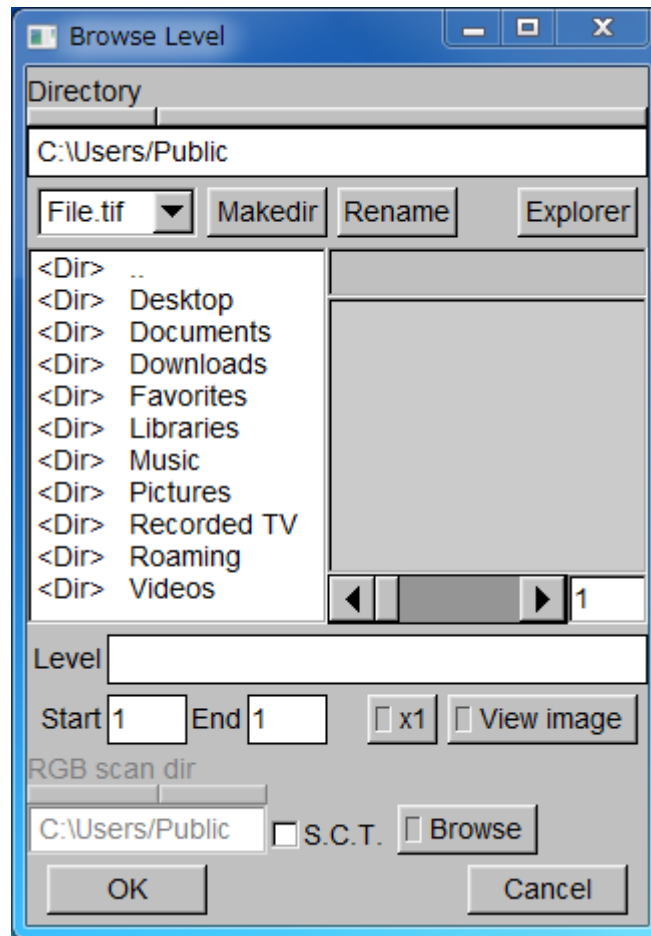 Browse Level
Directory
C:\Users/Public
File.tif Makedir Rename Explorer
<Dir> ..
<Dir> Desktop
<Dir> Documents
<Dir> Downloads
<Dir> Favorites
<Dir> Libraries
<Dir> Music
<Dir> Pictures
<Dir> Recorded TV
<Dir> Roaming
<Dir> Videos
1
Level
Start 1 End 1 x1 View image
RGB scan dir
C:\Users/Public S.C.T. Browse
OK Cancel